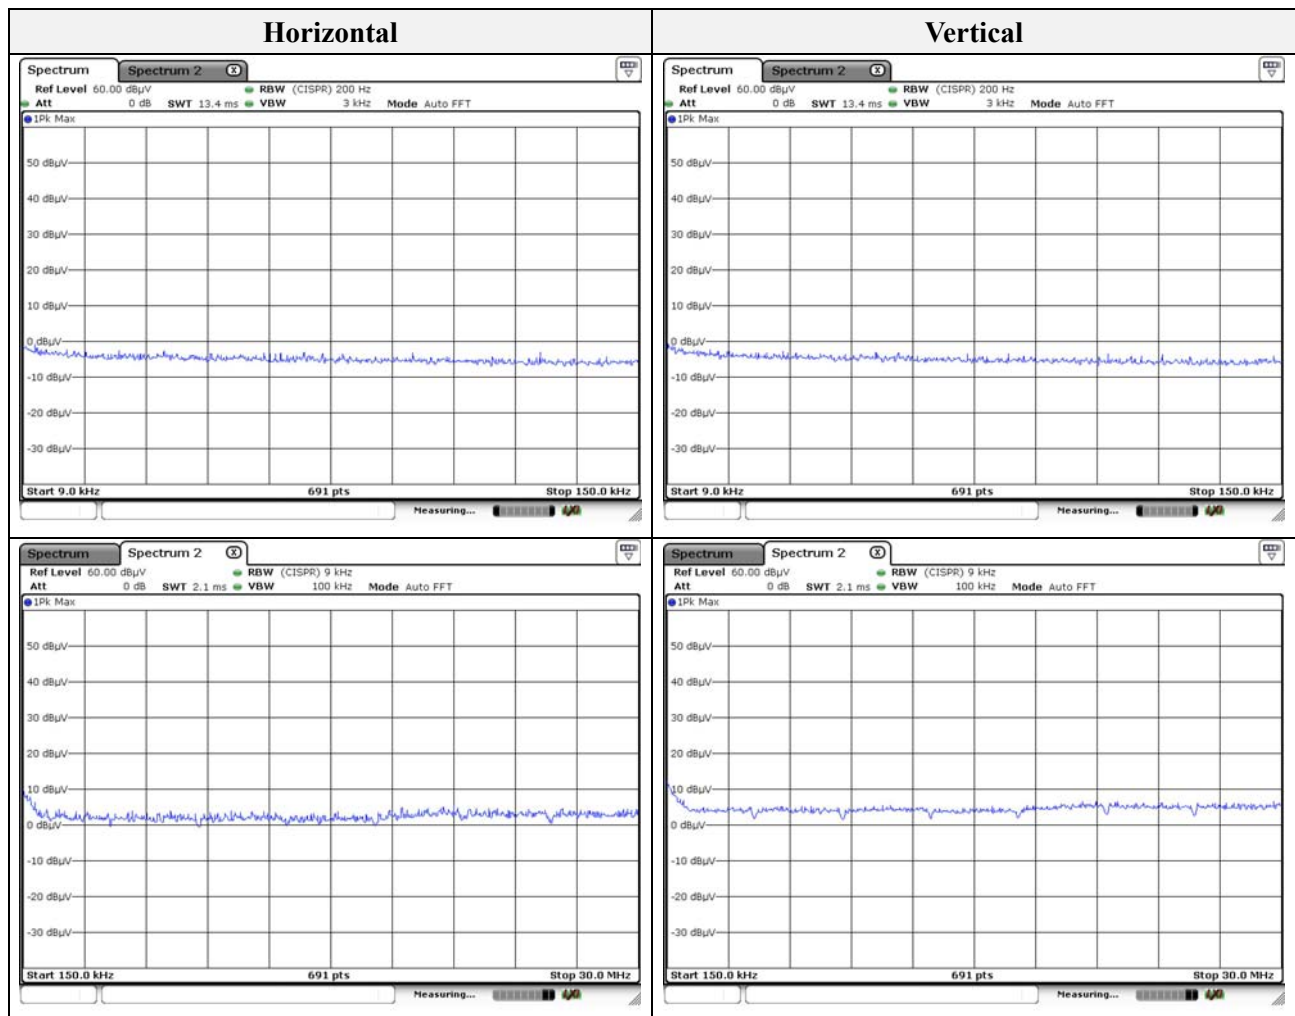 Horizontal
Vertical
Spectrum Spectrum 2 X
Ref Level 60.00 dBµV RBW (CISPR) 200 Hz
Att 0 dB SWT 13.4 ms VBW 3 kHz Mode Auto FFT
1Pk Max
50 dBµV
40 dBµV
30 dBµV
20 dBµV
10 dBµV
0 dBµV
-10 dBµV
-20 dBµV
-30 dBµV
Start 9.0 kHz 691 pts Stop 150.0 kHz
Measuring...
Spectrum Spectrum 2 X
Ref Level 60.00 dBµV RBW (CISPR) 200 Hz
Att 0 dB SWT 13.4 ms VBW 3 kHz Mode Auto FFT
1Pk Max
50 dBµV
40 dBµV
30 dBµV
20 dBµV
10 dBµV
0 dBµV
-10 dBµV
-20 dBµV
-30 dBµV
Start 9.0 kHz 691 pts Stop 150.0 kHz
Measuring...
Spectrum Spectrum 2 X
Ref Level 60.00 dBµV RBW (CISPR) 9 kHz
Att 0 dB SWT 2.1 ms VBW 100 kHz Mode Auto FFT
1Pk Max
50 dBµV
40 dBµV
30 dBµV
20 dBµV
10 dBµV
0 dBµV
-10 dBµV
-20 dBµV
-30 dBµV
Start 150.0 kHz 691 pts Stop 30.0 MHz
Measuring...
Spectrum Spectrum 2 X
Ref Level 60.00 dBµV RBW (CISPR) 9 kHz
Att 0 dB SWT 2.1 ms VBW 100 kHz Mode Auto FFT
1Pk Max
50 dBµV
40 dBµV
30 dBµV
20 dBµV
10 dBµV
0 dBµV
-10 dBµV
-20 dBµV
-30 dBµV
Start 150.0 kHz 691 pts Stop 30.0 MHz
Measuring...